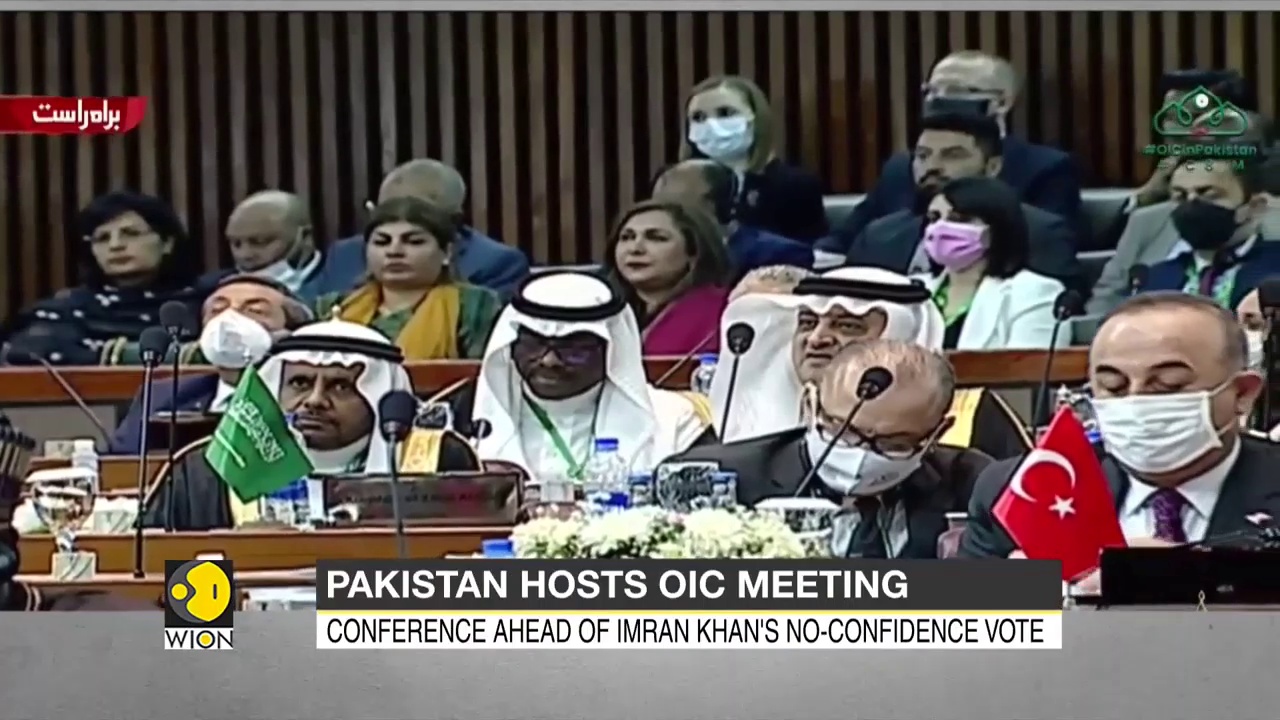 براہ راست
#OICinPakistan
PAKISTAN HOSTS OIC MEETING
CONFERENCE AHEAD OF IMRAN KHAN'S NO-CONFIDENCE VOTE
WION